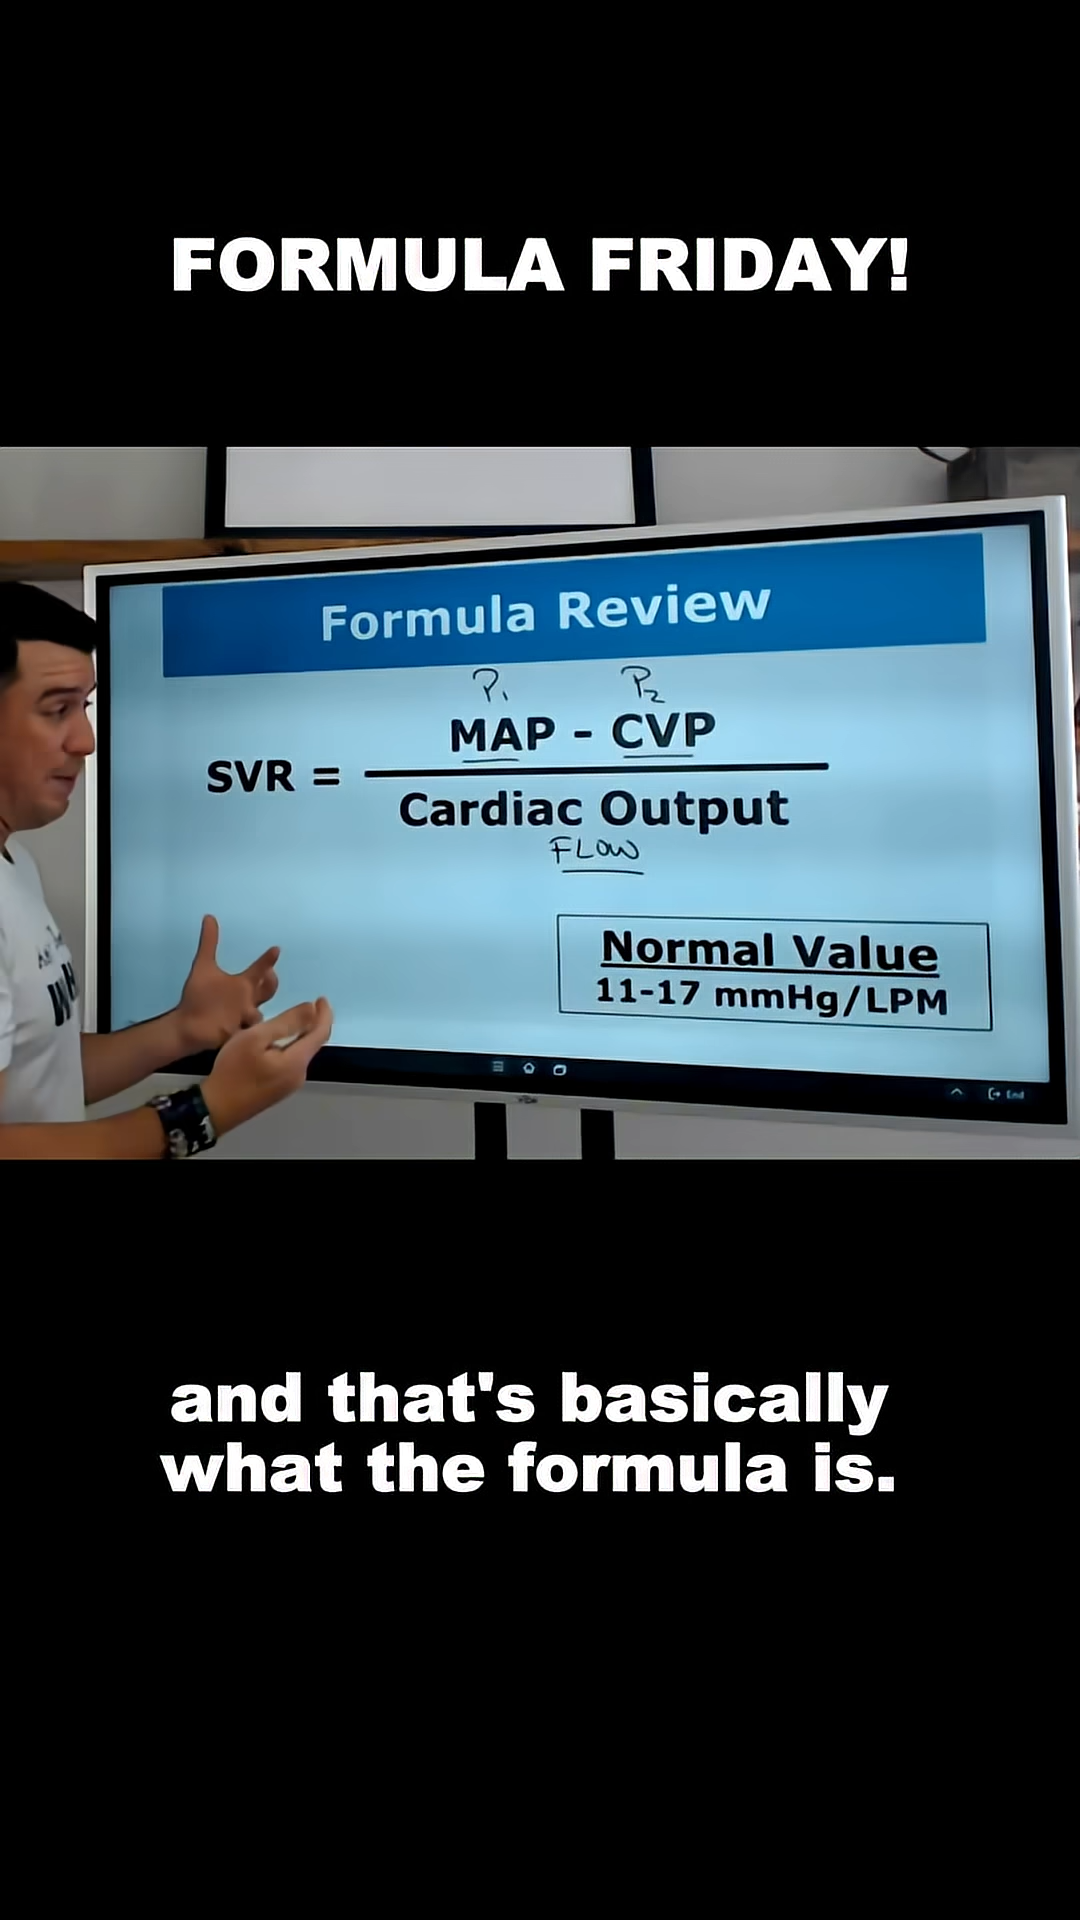 FORMULA FRIDAY!
Formula Review
P₁ P₂
MAP - CVP
SVR =
Cardiac Output
FLOW
Normal Value
11-17 mmHg/LPM
End
and that's basically
what the formula is.